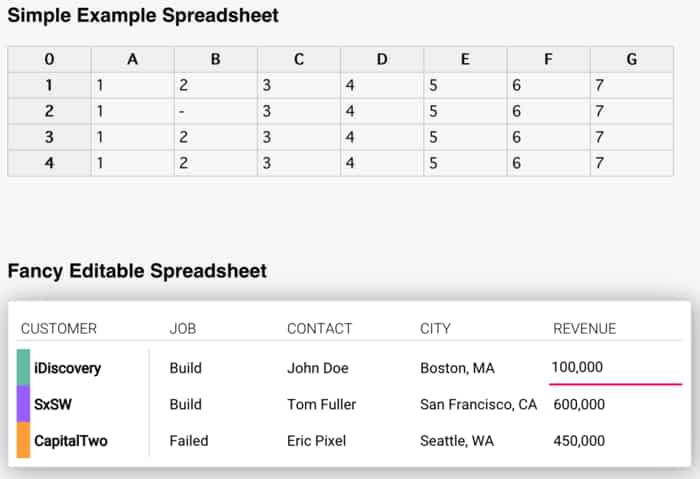 Simple Example Spreadsheet
0 A B C D E F G
1 1 2 3 4 5 6 7
2 1 - 3 4 5 6 7
3 1 2 3 4 5 6 7
4 1 2 3 4 5 6 7
Fancy Editable Spreadsheet
CUSTOMER JOB CONTACT CITY REVENUE
iDiscovery Build John Doe Boston, MA 100,000
SxSW Build Tom Fuller San Francisco, CA 600,000
CapitalTwo Failed Eric Pixel Seattle, WA 450,000